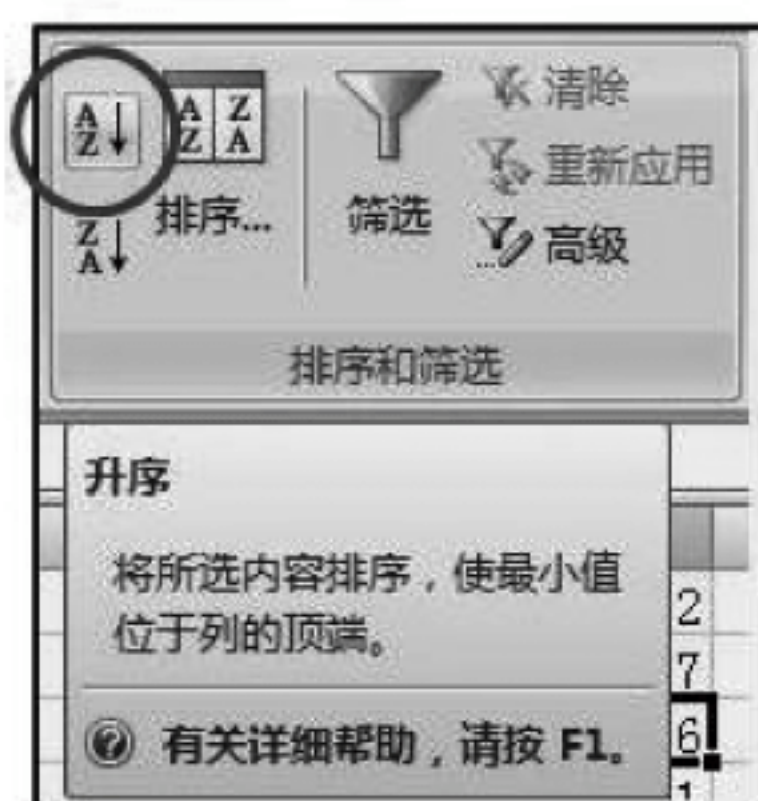 A
Z
A Z
Z A
清除
重新应用
Z
A
排序...
筛选
高级
排序和筛选
升序
将所选内容排序，使最小值
位于列的顶端。
有关详细帮助，请按 F1。
2
7
6
1